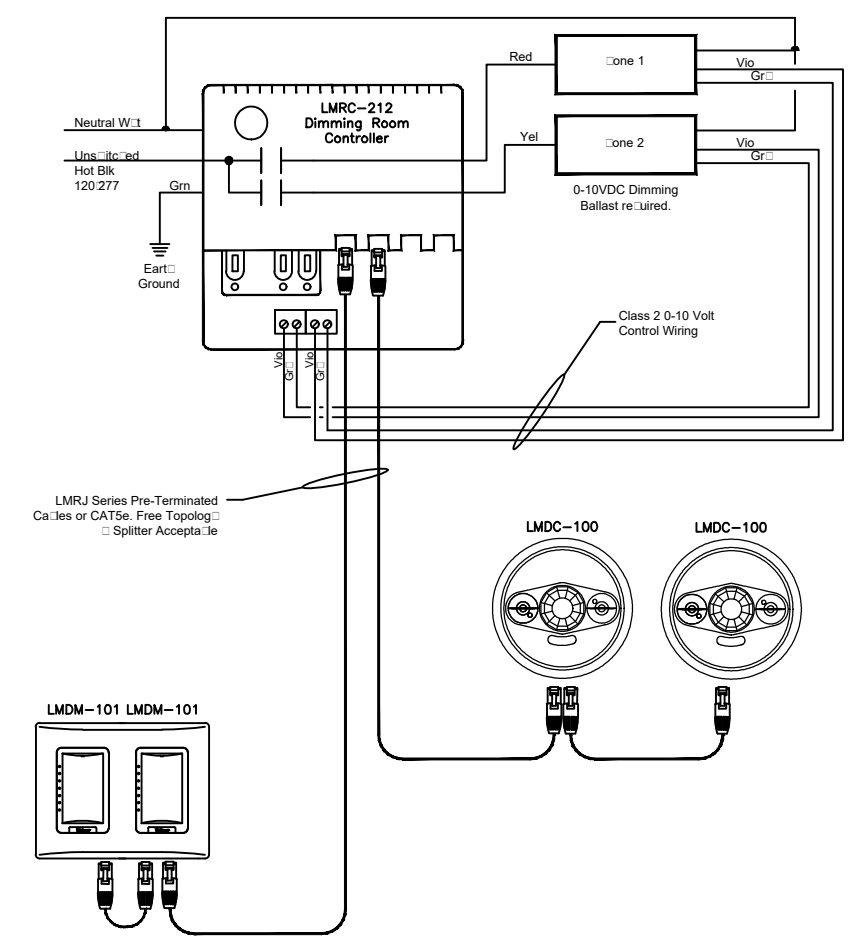 Red
□one 1
Vio
Gr□
LMRC-212
Dimming Room
Controller
Neutral W□t
Yel
□one 2
Vio
Gr□
Uns□itc□ed
Hot Blk
120□277
Grn
0-10VDC Dimming
Ballast re□uired.
Eart□
Ground
Class 2 0-10 Volt
Control Wiring
Vio
Gr□
Vio
Gr□
LMRJ Series Pre-Terminated
Ca□les or CAT5e. Free Topolog□
□ Splitter Accepta□le
LMDC-100
LMDC-100
LMDM-101 LMDM-101